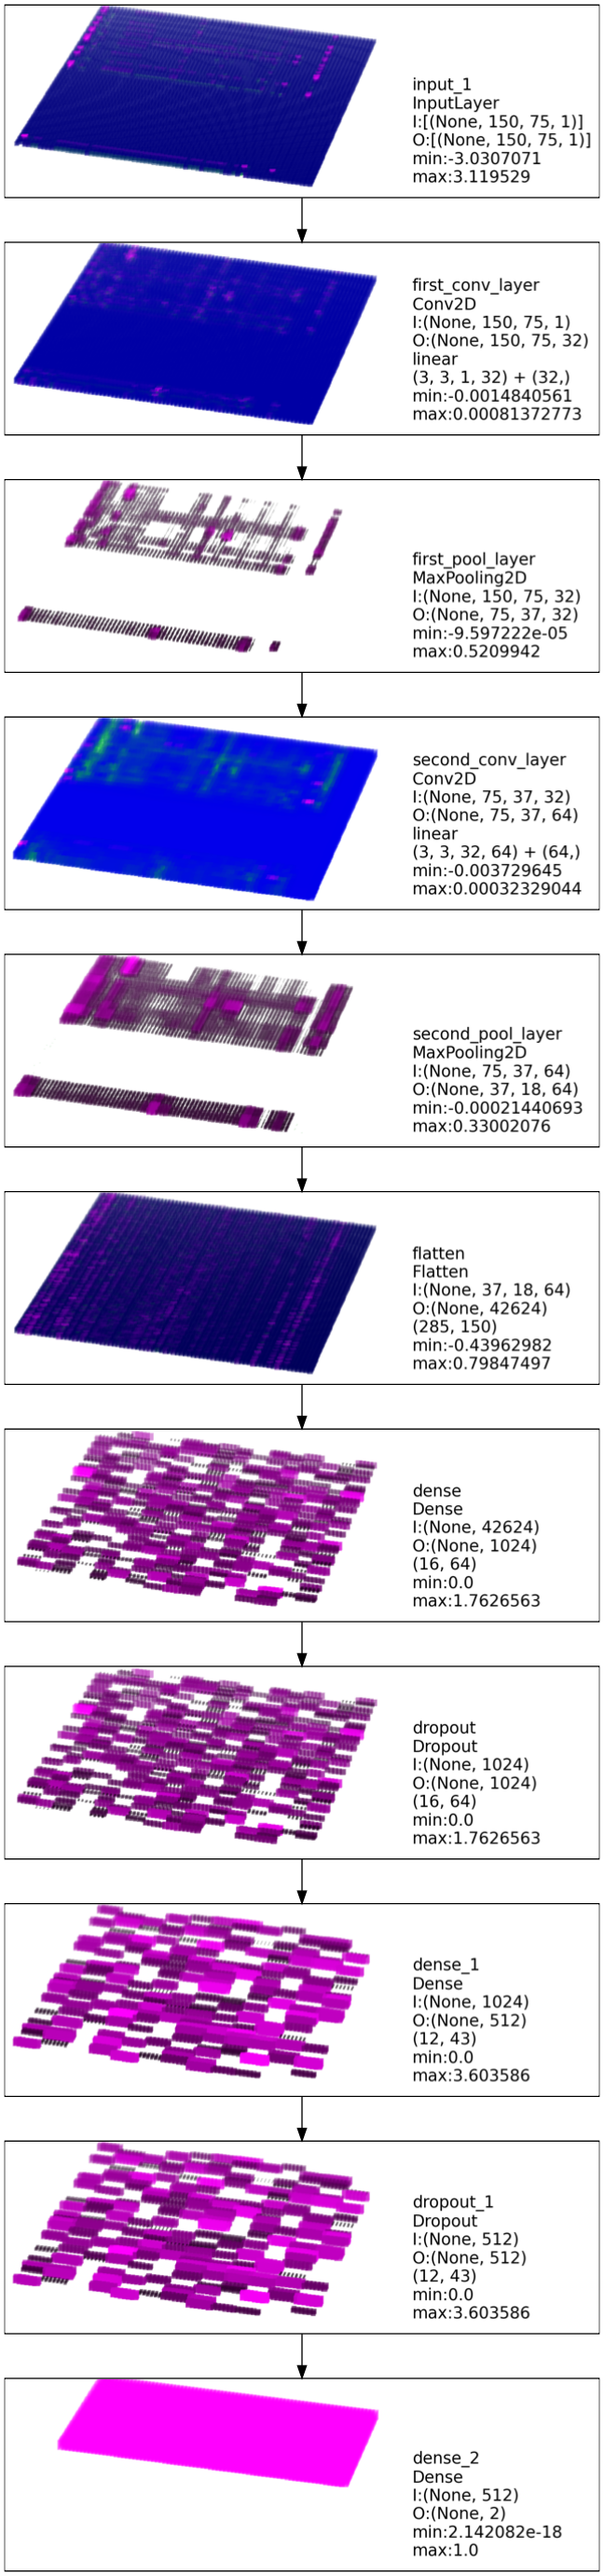 input_1
InputLayer
I:[(None, 150, 75, 1)]
O:[(None, 150, 75, 1)]
min:-3.0307071
max:3.119529
first_conv_layer
Conv2D
I:(None, 150, 75, 1)
O:(None, 150, 75, 32)
linear
(3, 3, 1, 32) + (32,)
min:-0.0014840561
max:0.00081372773
first_pool_layer
MaxPooling2D
I:(None, 150, 75, 32)
O:(None, 75, 37, 32)
min:-9.597222e-05
max:0.5209942
second_conv_layer
Conv2D
I:(None, 75, 37, 32)
O:(None, 75, 37, 64)
linear
(3, 3, 32, 64) + (64,)
min:-0.003729645
max:0.00032329044
second_pool_layer
MaxPooling2D
I:(None, 75, 37, 64)
O:(None, 37, 18, 64)
min:-0.00021440693
max:0.33002076
flatten
Flatten
I:(None, 37, 18, 64)
O:(None, 42624)
(285, 150)
min:-0.43962982
max:0.79847497
dense
Dense
I:(None, 42624)
O:(None, 1024)
(16, 64)
min:0.0
max:1.7626563
dropout
Dropout
I:(None, 1024)
O:(None, 1024)
(16, 64)
min:0.0
max:1.7626563
dense_1
Dense
I:(None, 1024)
O:(None, 512)
(12, 43)
min:0.0
max:3.603586
dropout_1
Dropout
I:(None, 512)
O:(None, 512)
(12, 43)
min:0.0
max:3.603586
dense_2
Dense
I:(None, 512)
O:(None, 2)
min:2.142082e-18
max:1.0